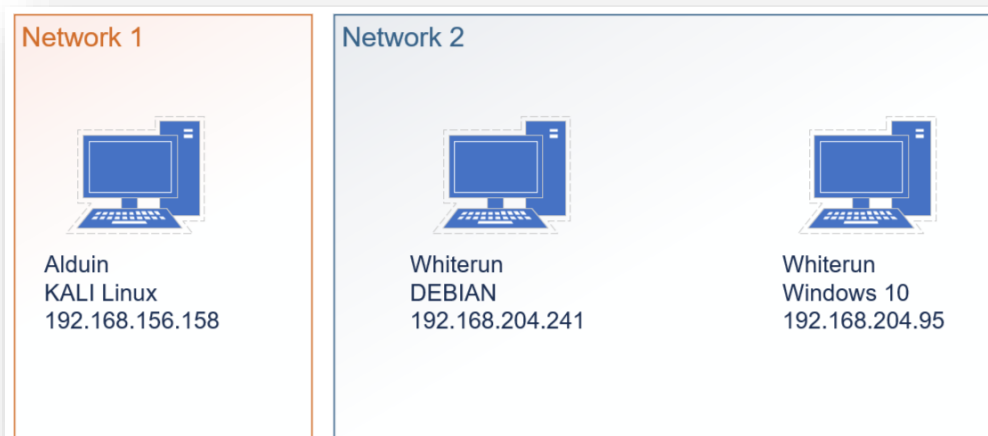 Network 1
Network 2
Alduin
KALI Linux
192.168.156.158
Whiterun
DEBIAN
192.168.204.241
Whiterun
Windows 10
192.168.204.95